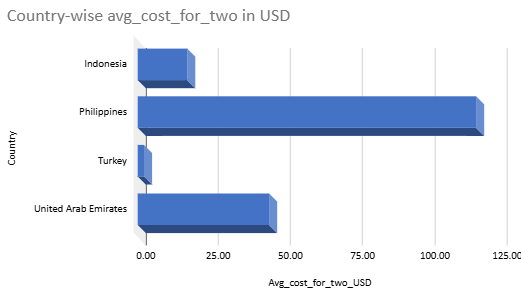 Country-wise avg_cost_for_two in USD
Country
Indonesia
Philippines
Turkey
United Arab Emirates
0.00 25.00 50.00 75.00 100.00 125.00
Avg_cost_for_two_USD